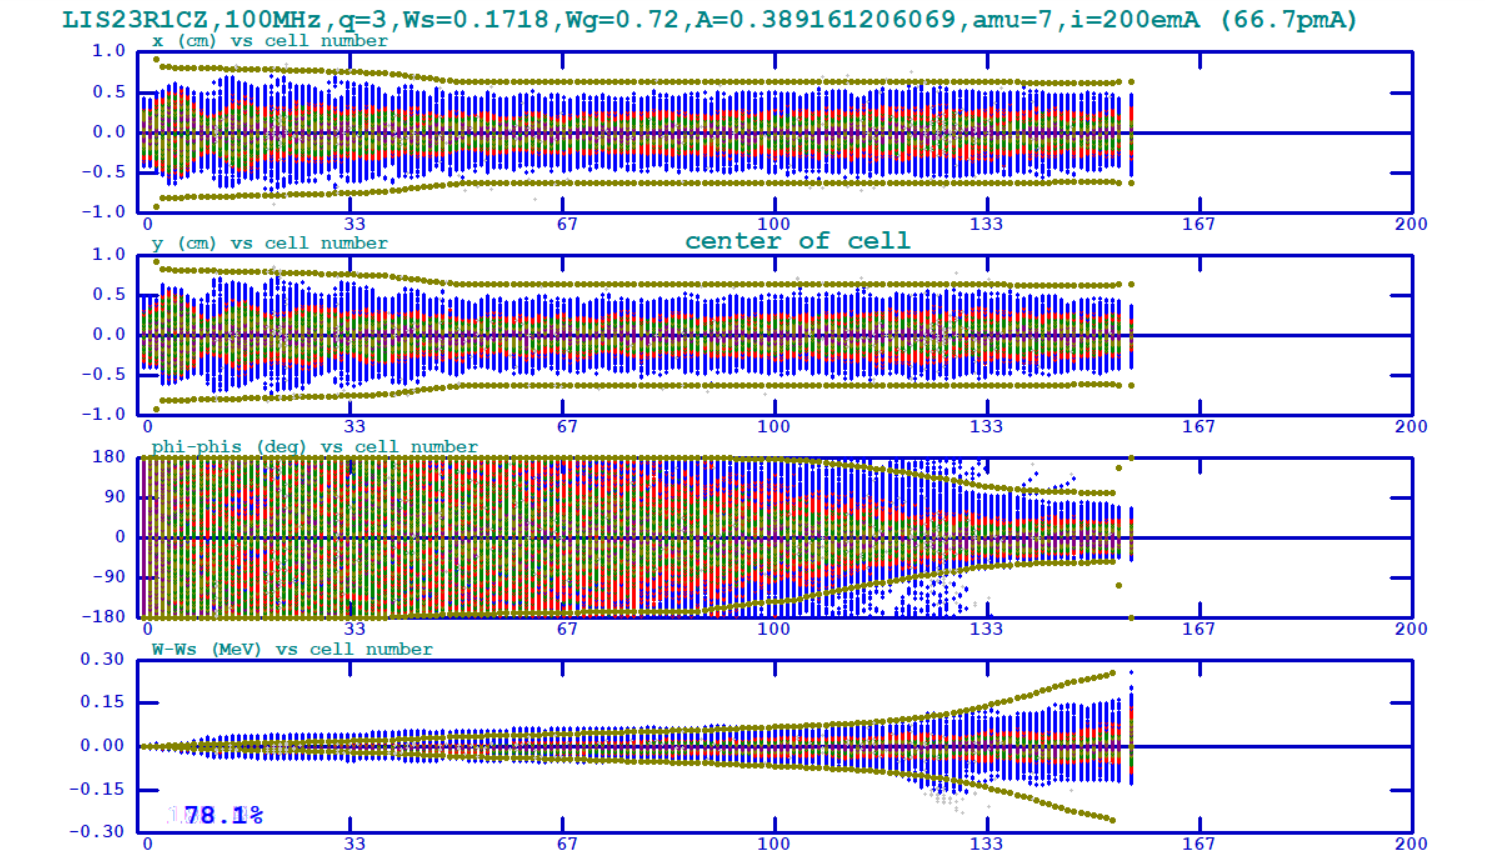 LIS23R1CZ,100MHz,q=3,Ws=0.1718,Wg=0.72,A=0.389161206069,amu=7,i=200emA (66.7pmA)
x (cm) vs cell number
1.0
0.5
0.0
-0.5
-1.0
0 33 67 100 133 167 200
y (cm) vs cell number center of cell
1.0
0.5
0.0
-0.5
-1.0
0 33 67 100 133 167 200
phi-phis (deg) vs cell number
180
90
0
-90
-180
0 33 67 100 133 167 200
W-Ws (MeV) vs cell number
0.30
0.15
0.00
-0.15
78.1%
-0.30
0 33 67 100 133 167 200